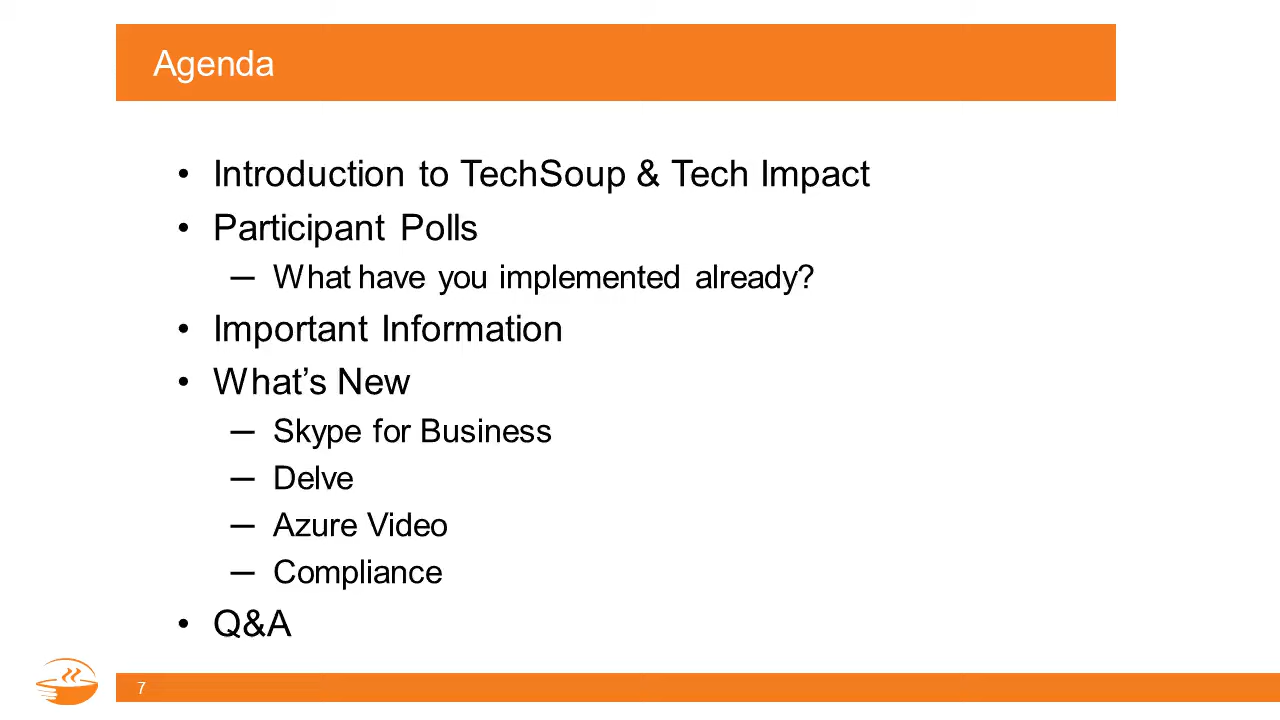 Agenda
• Introduction to TechSoup & Tech Impact
• Participant Polls
─ What have you implemented already?
• Important Information
• What’s New
─ Skype for Business
─ Delve
─ Azure Video
─ Compliance
• Q&A
7